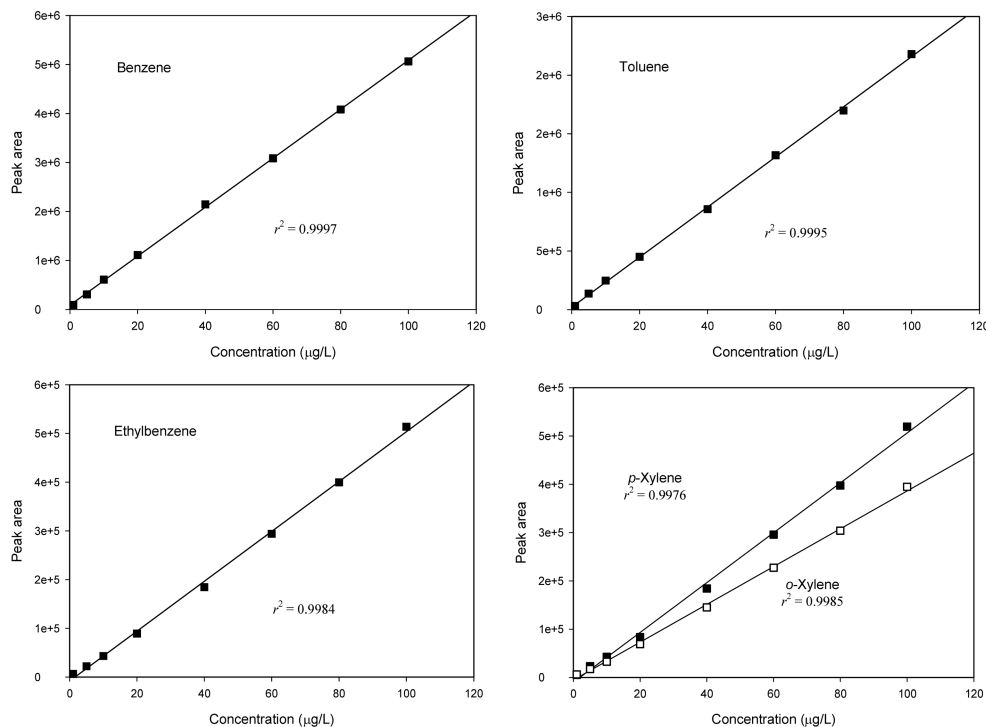 6e+6
5e+6
4e+6
3e+6
2e+6
1e+6
0
Benzene
r² = 0.9997
Peak area
0 20 40 60 80 100 120
Concentration (μg/L)
3e+6
2e+6
2e+6
1e+6
5e+5
0
Toluene
r² = 0.9995
Peak area
0 20 40 60 80 100 120
Concentration (μg/L)
6e+5
5e+5
4e+5
3e+5
2e+5
1e+5
0
Ethylbenzene
r² = 0.9984
Peak area
0 20 40 60 80 100 120
Concentration (μg/L)
6e+5
5e+5
4e+5
3e+5
2e+5
1e+5
0
p-Xylene
r² = 0.9976
o-Xylene
r² = 0.9985
Peak area
0 20 40 60 80 100 120
Concentration (μg/L)